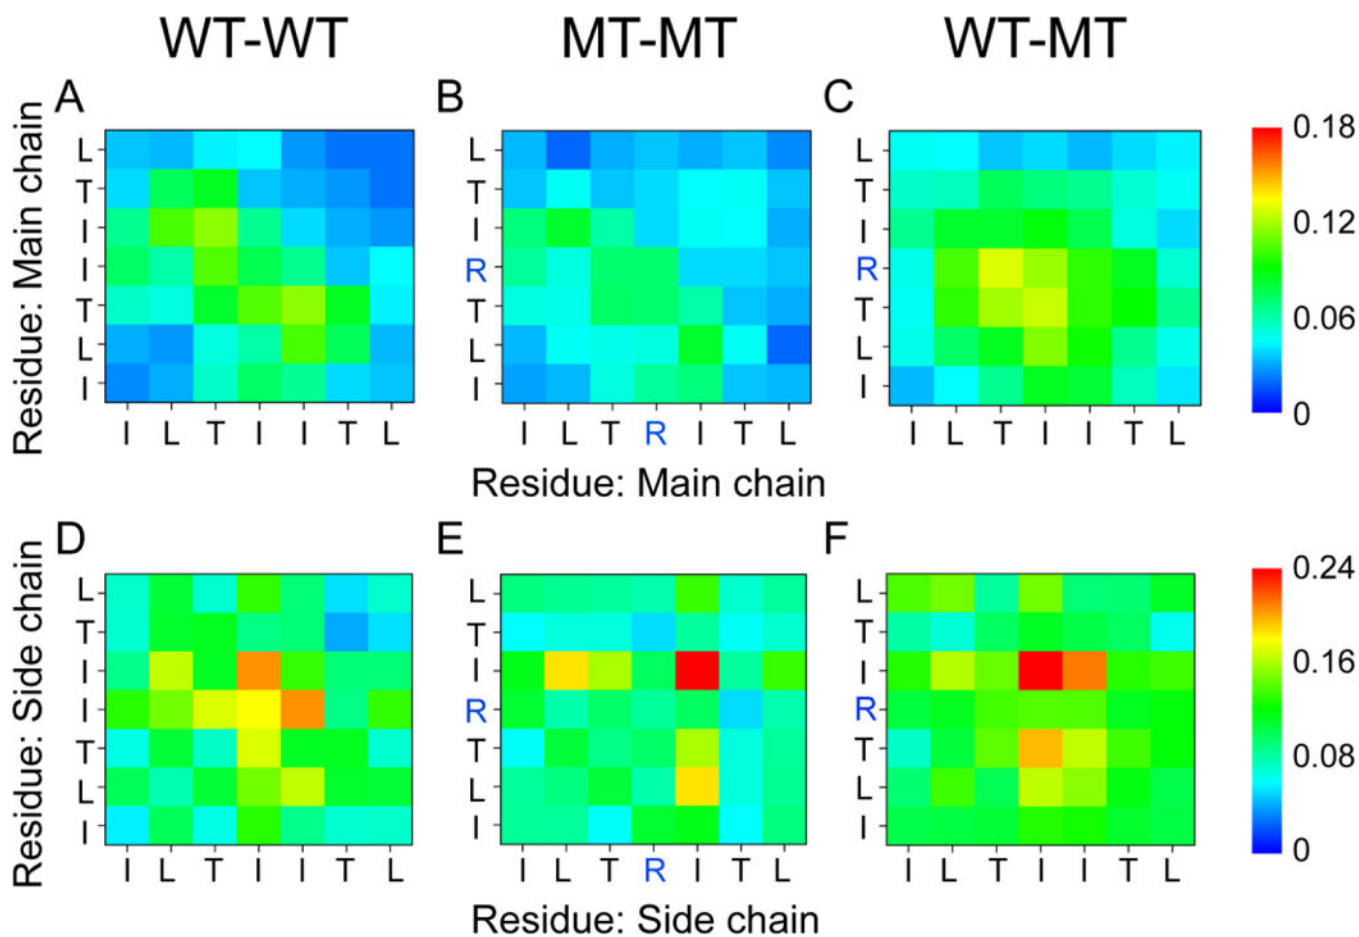 WT-WT MT-MT WT-MT
A B C
Residue: Main chain
L L L 0.18
T T T
I I I 0.12
I R R
T T T 0.06
L L L
I I I 0
I L T I I T L I L T R I T L I L T I I T L
Residue: Main chain
D E F
Residue: Side chain
L L L 0.24
T T T
I I I 0.16
I R R
T T T 0.08
L L L
I I I 0
I L T I I T L I L T R I T L I L T I I T L
Residue: Side chain